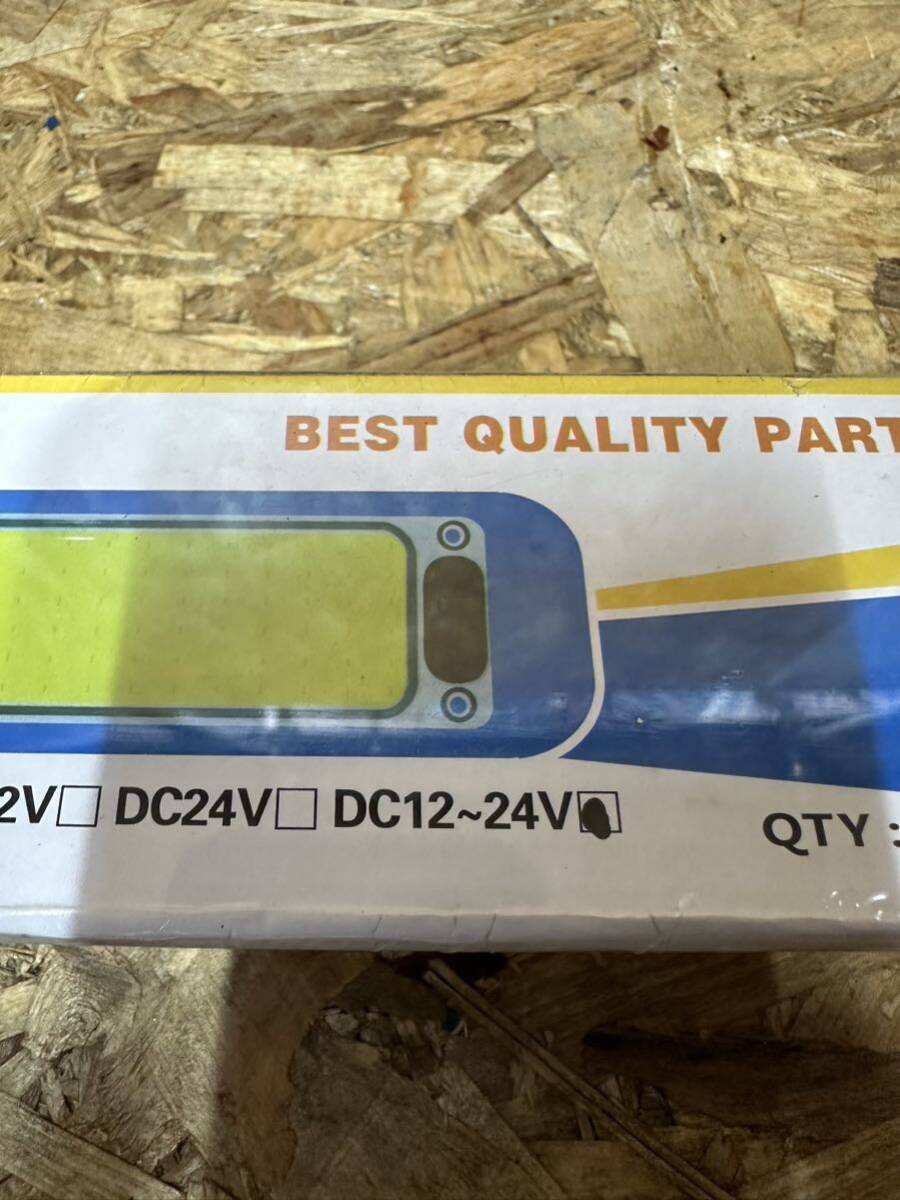 BEST QUALITY PART
2V□ DC24V□ DC12~24V■ QTY :